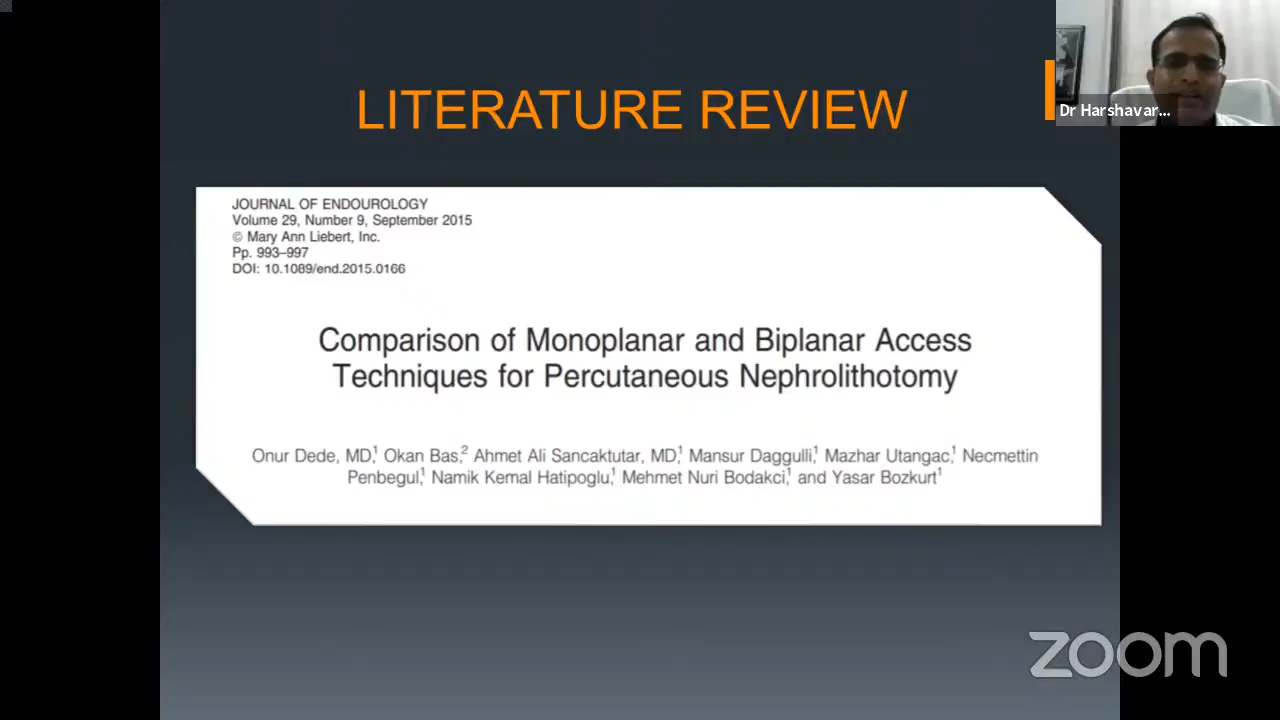 LITERATURE REVIEW
Dr Harshavar...
JOURNAL OF ENDOUROLOGY
Volume 29, Number 9, September 2015
© Mary Ann Liebert, Inc.
Pp. 993–997
DOI: 10.1089/end.2015.0166
Comparison of Monoplanar and Biplanar Access
Techniques for Percutaneous Nephrolithotomy
Onur Dede, MD,1 Okan Bas,2 Ahmet Ali Sancaktutar, MD,1 Mansur Daggulli,1 Mazhar Utangac,1 Necmettin
Penbegul,1 Namik Kemal Hatipoglu,1 Mehmet Nuri Bodakci,1 and Yasar Bozkurt1
zoom